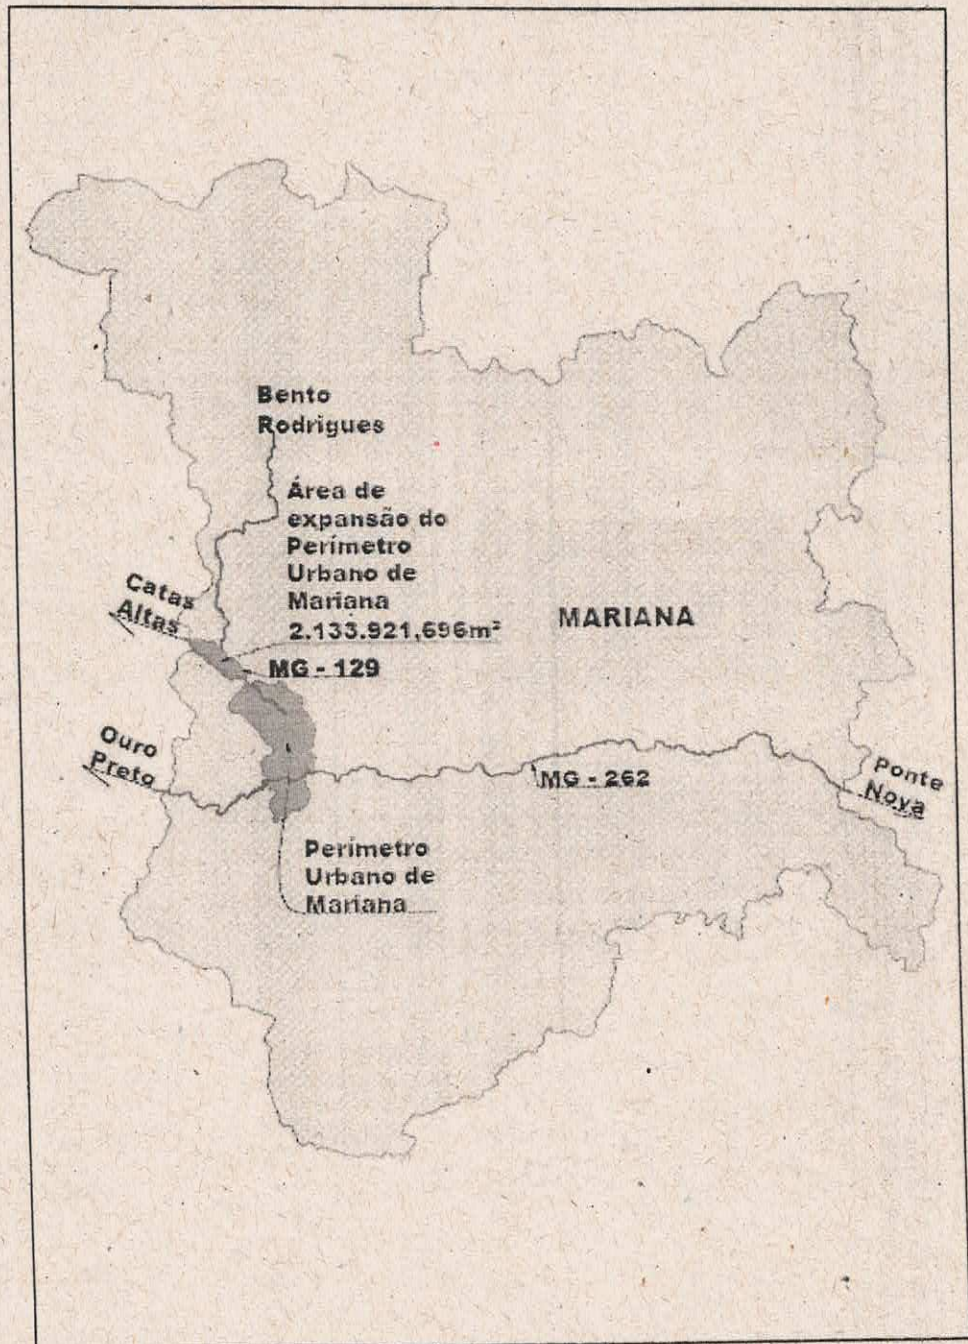 Bento
Rodrigues
Área de
expansão do
Perímetro
Urbano de
Mariana
2.133.921,696m²
Catas
Altas
MARIANA
MG - 129
Ouro
Preto
MG - 262
Ponte
Nova
Perímetro
Urbano de
Mariana